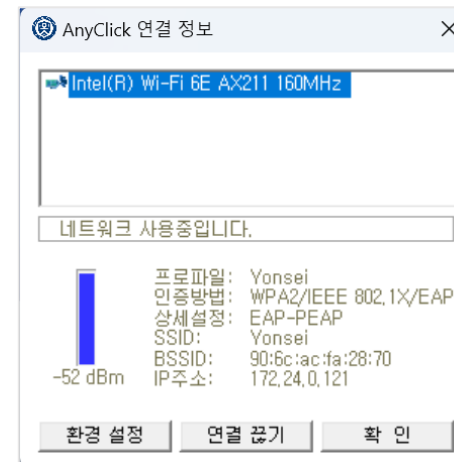 AnyClick 연결 정보
Intel(R) Wi-Fi 6E AX211 160MHz
네트워크 사용중입니다.
프로파일: Yonsei
인증방법: WPA2/IEEE 802.1X/EAP
상세설정: EAP-PEAP
SSID: Yonsei
BSSID: 90:6c:ac:fa:28:70
-52 dBm IP주소: 172.24.0.121
환경 설정 연결 끊기 확 인